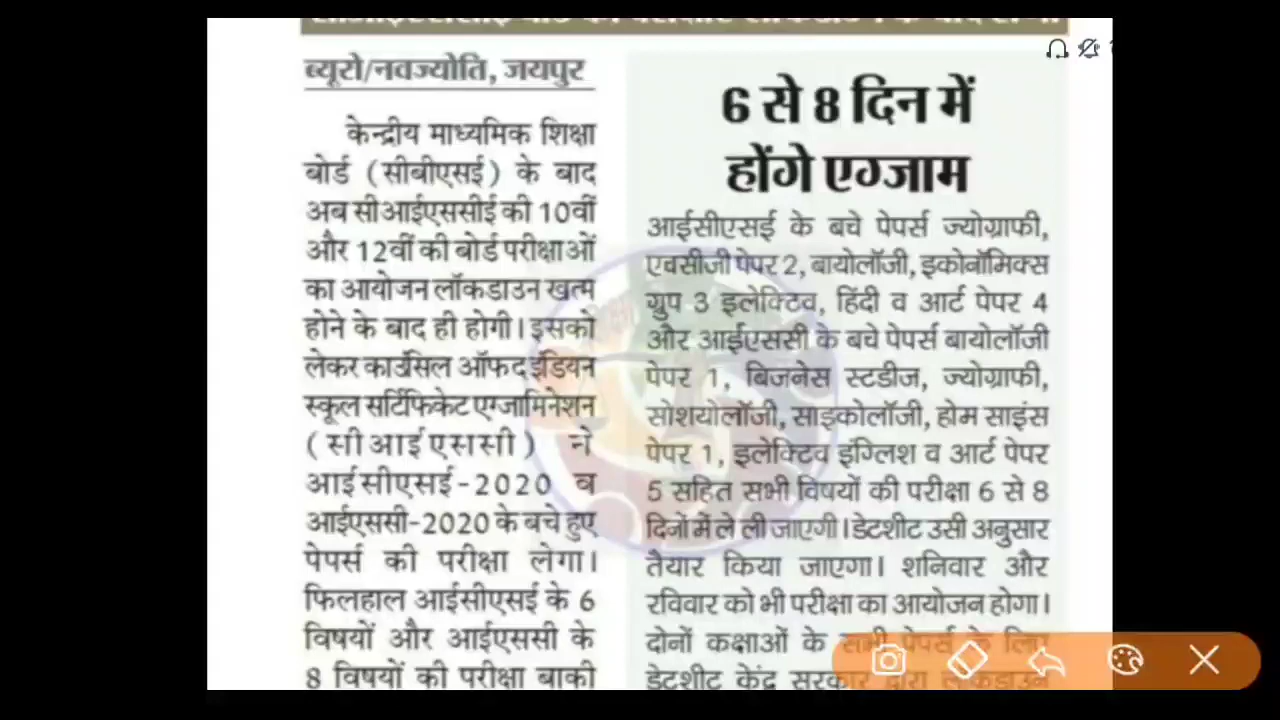 ब्यूरो/नवज्योति, जयपुर
केन्द्रीय माध्यमिक शिक्षा
बोर्ड (सीबीएसई) के बाद
अब सीआईएससीई की 10वीं
और 12वीं की बोर्ड परीक्षाओं
का आयोजन लॉकडाउन खत्म
होने के बाद ही होगी। इसको
लेकर काउंसिल ऑफ द इंडियन
स्कूल सर्टिफिकेट एग्जामिनेशन
(सीआईएससी) ने
आईसीएसई-2020 व
आईएससी-2020 के बचे हुए
पेपर्स की परीक्षा लेगा।
फिलहाल आईसीएसई के 6
विषयों और आईएससी के
8 विषयों की परीक्षा बाकी
6 से 8 दिन में
होंगे एग्जाम
आईसीएसई के बचे पेपर्स ज्योग्राफी,
एचसीजी पेपर 2, बायोलॉजी, इकोनॉमिक्स
ग्रुप 3 इलेक्टिव, हिंदी व आर्ट पेपर 4
और आईएससी के बचे पेपर्स बायोलॉजी
पेपर 1, बिजनेस स्टडीज, ज्योग्राफी,
सोशयोलॉजी, साइकोलॉजी, होम साइंस
पेपर 1, इलेक्टिव इंग्लिश व आर्ट पेपर
5 सहित सभी विषयों की परीक्षा 6 से 8
दिनों में ले ली जाएगी। डेटशीट उसी अनुसार
तैयार किया जाएगा। शनिवार और
रविवार को भी परीक्षा का आयोजन होगा।
दोनों कक्षाओं के सभी पेपर्स के लिए
डेटशीट केंद्र सरकार द्वारा लॉकडाउन